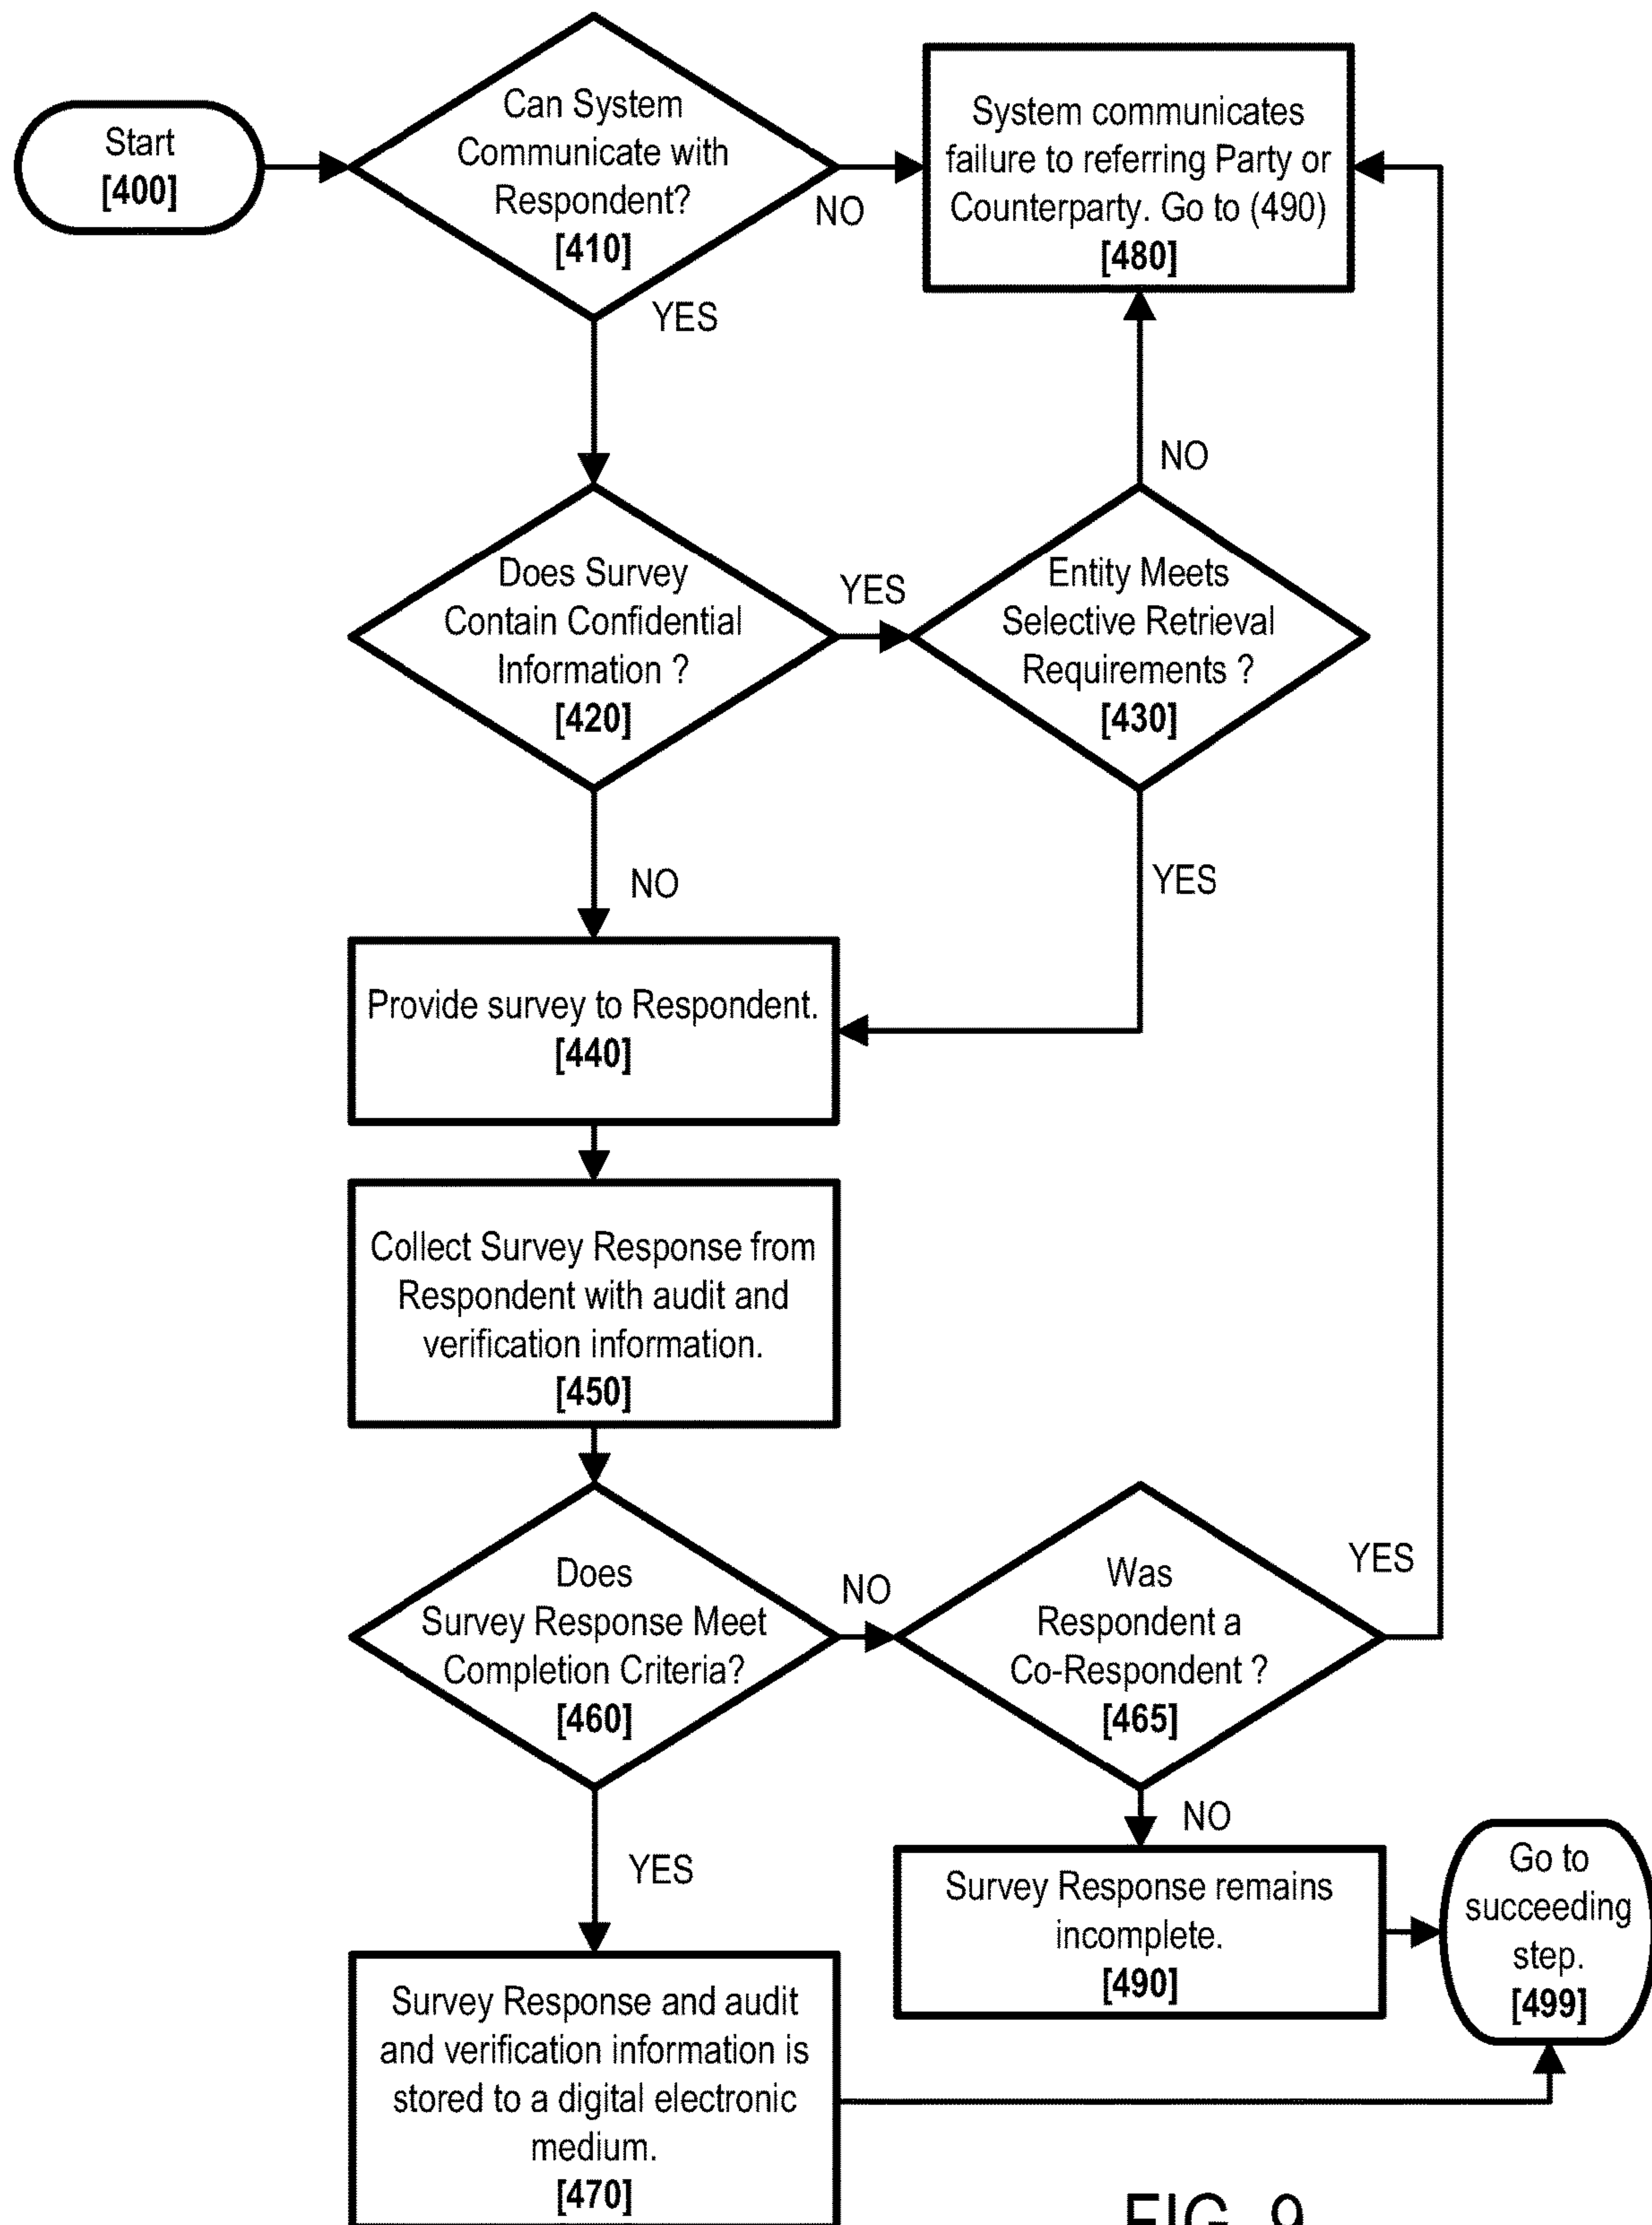 Start
[400]
Can System
Communicate with
Respondent?
[410]
NO
YES
System communicates
failure to referring Party or
Counterparty. Go to (490)
[480]
NO
Does Survey
Contain Confidential
Information ?
[420]
YES
Entity Meets
Selective Retrieval
Requirements ?
[430]
NO
YES
Provide survey to Respondent.
[440]
Collect Survey Response from
Respondent with audit and
verification information.
[450]
Does
Survey Response Meet
Completion Criteria?
[460]
NO
Was
Respondent a
Co-Respondent ?
[465]
YES
NO
YES
Survey Response remains
incomplete.
[490]
Go to
succeeding
step.
[499]
Survey Response and audit
and verification information is
stored to a digital electronic
medium.
[470]
FIG. 9